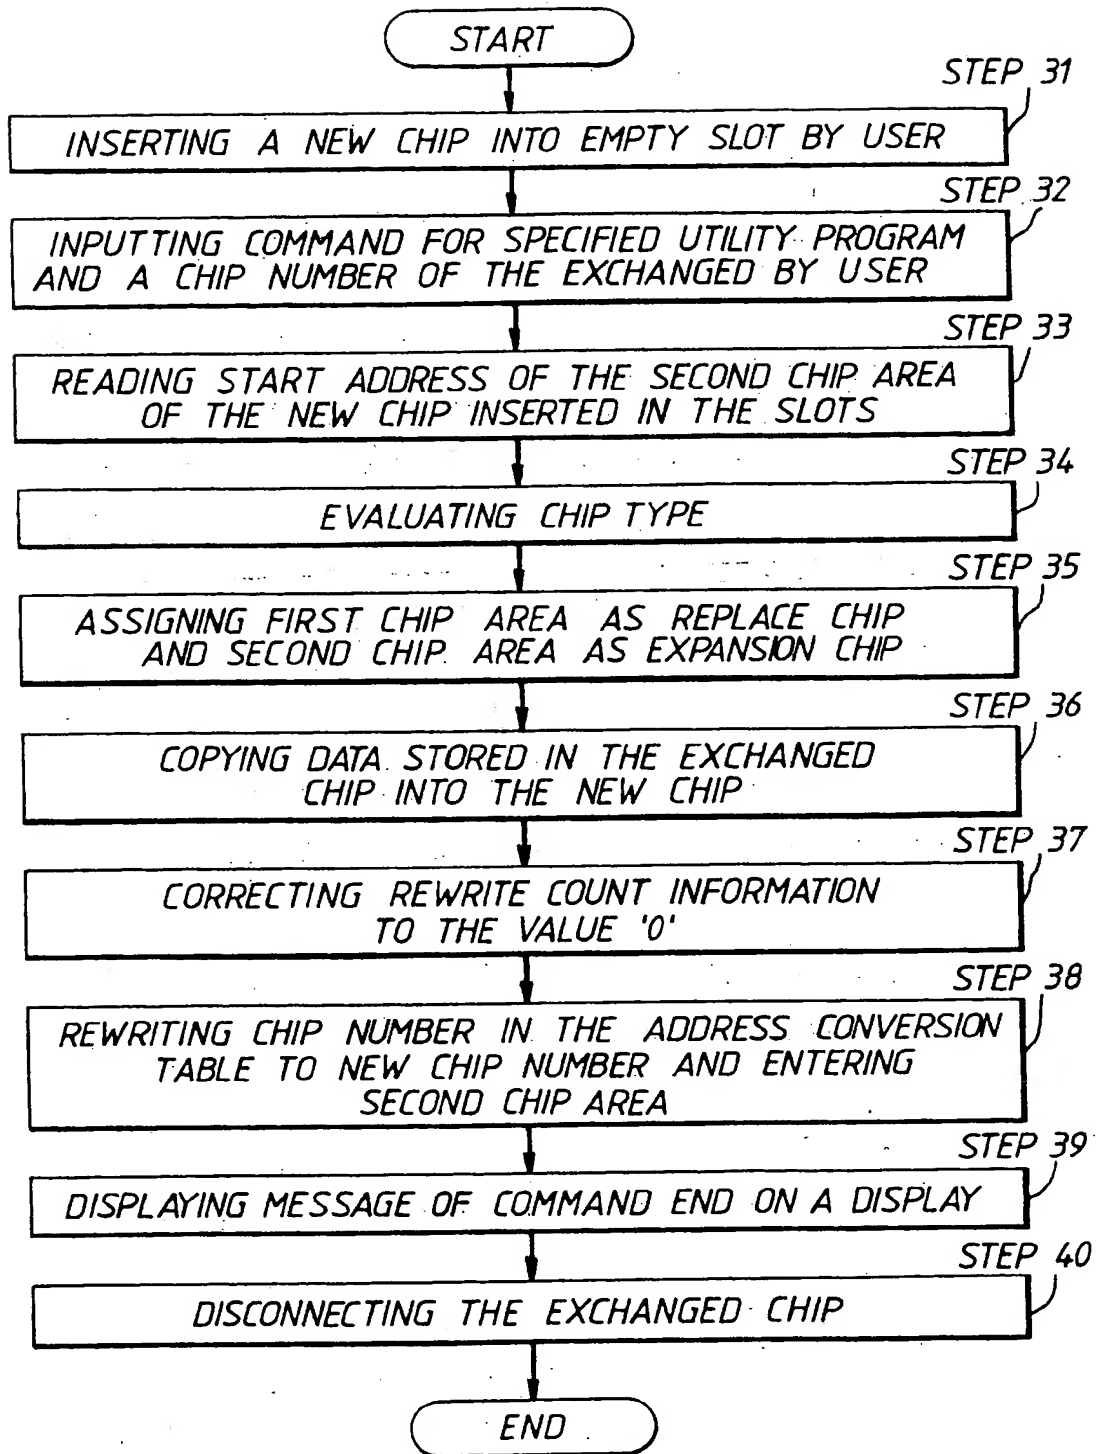 START
STEP 31
INSERTING A NEW CHIP INTO EMPTY SLOT BY USER
STEP 32
INPUTTING COMMAND FOR SPECIFIED UTILITY PROGRAM
AND A CHIP NUMBER OF THE EXCHANGED BY USER
STEP 33
READING START ADDRESS OF THE SECOND CHIP AREA
OF THE NEW CHIP INSERTED IN THE SLOTS
STEP 34
EVALUATING CHIP TYPE
STEP 35
ASSIGNING FIRST CHIP AREA AS REPLACE CHIP
AND SECOND CHIP AREA AS EXPANSION CHIP
STEP 36
COPYING DATA STORED IN THE EXCHANGED
CHIP INTO THE NEW CHIP
STEP 37
CORRECTING REWRITE COUNT INFORMATION
TO THE VALUE '0'
STEP 38
REWRITING CHIP NUMBER IN THE ADDRESS CONVERSION
TABLE TO NEW CHIP NUMBER AND ENTERING
SECOND CHIP AREA
STEP 39
DISPLAYING MESSAGE OF COMMAND END ON A DISPLAY
STEP 40
DISCONNECTING THE EXCHANGED CHIP
END